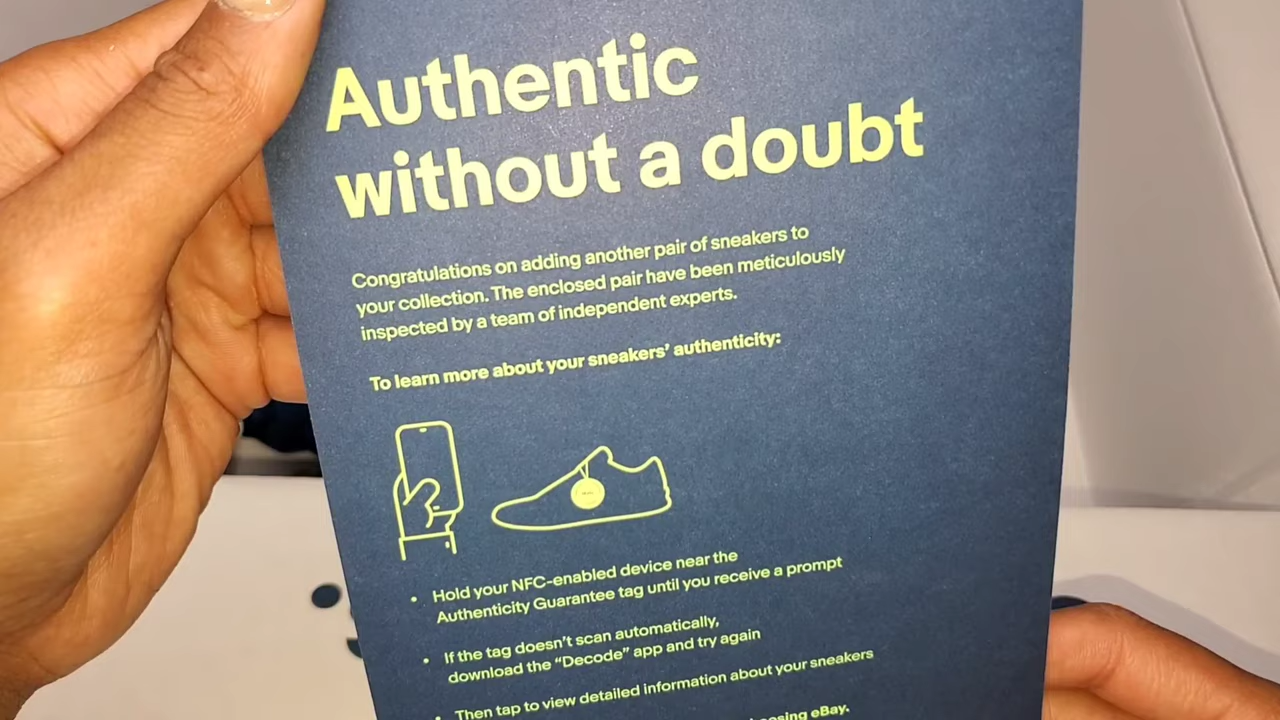 Authentic
without a doubt
Congratulations on adding another pair of sneakers to
your collection. The enclosed pair have been meticulously
inspected by a team of independent experts.
To learn more about your sneakers’ authenticity:
• Hold your NFC-enabled device near the
Authenticity Guarantee tag until you receive a prompt
• If the tag doesn’t scan automatically,
download the “Decode” app and try again
• Then tap to view detailed information about your sneakers
eBay.